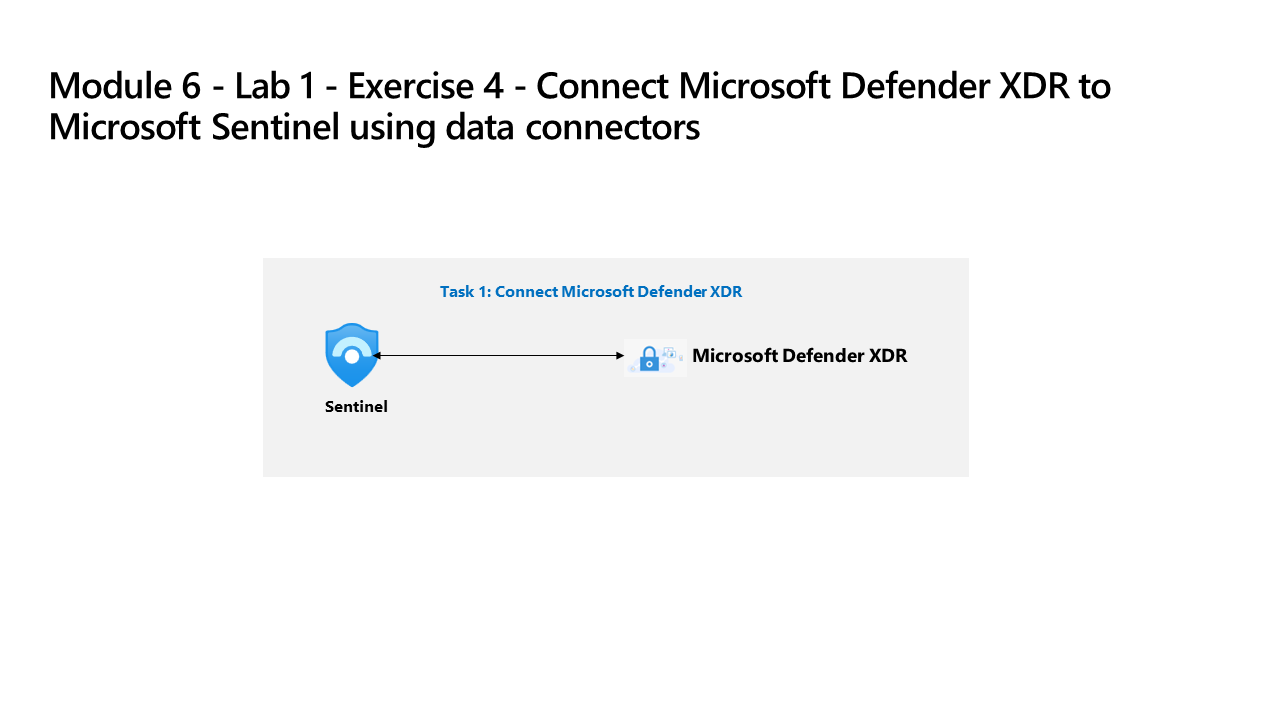 Module 6 - Lab 1 - Exercise 4 - Connect Microsoft Defender XDR to
Microsoft Sentinel using data connectors
Task 1: Connect Microsoft Defender XDR
Microsoft Defender XDR
Sentinel